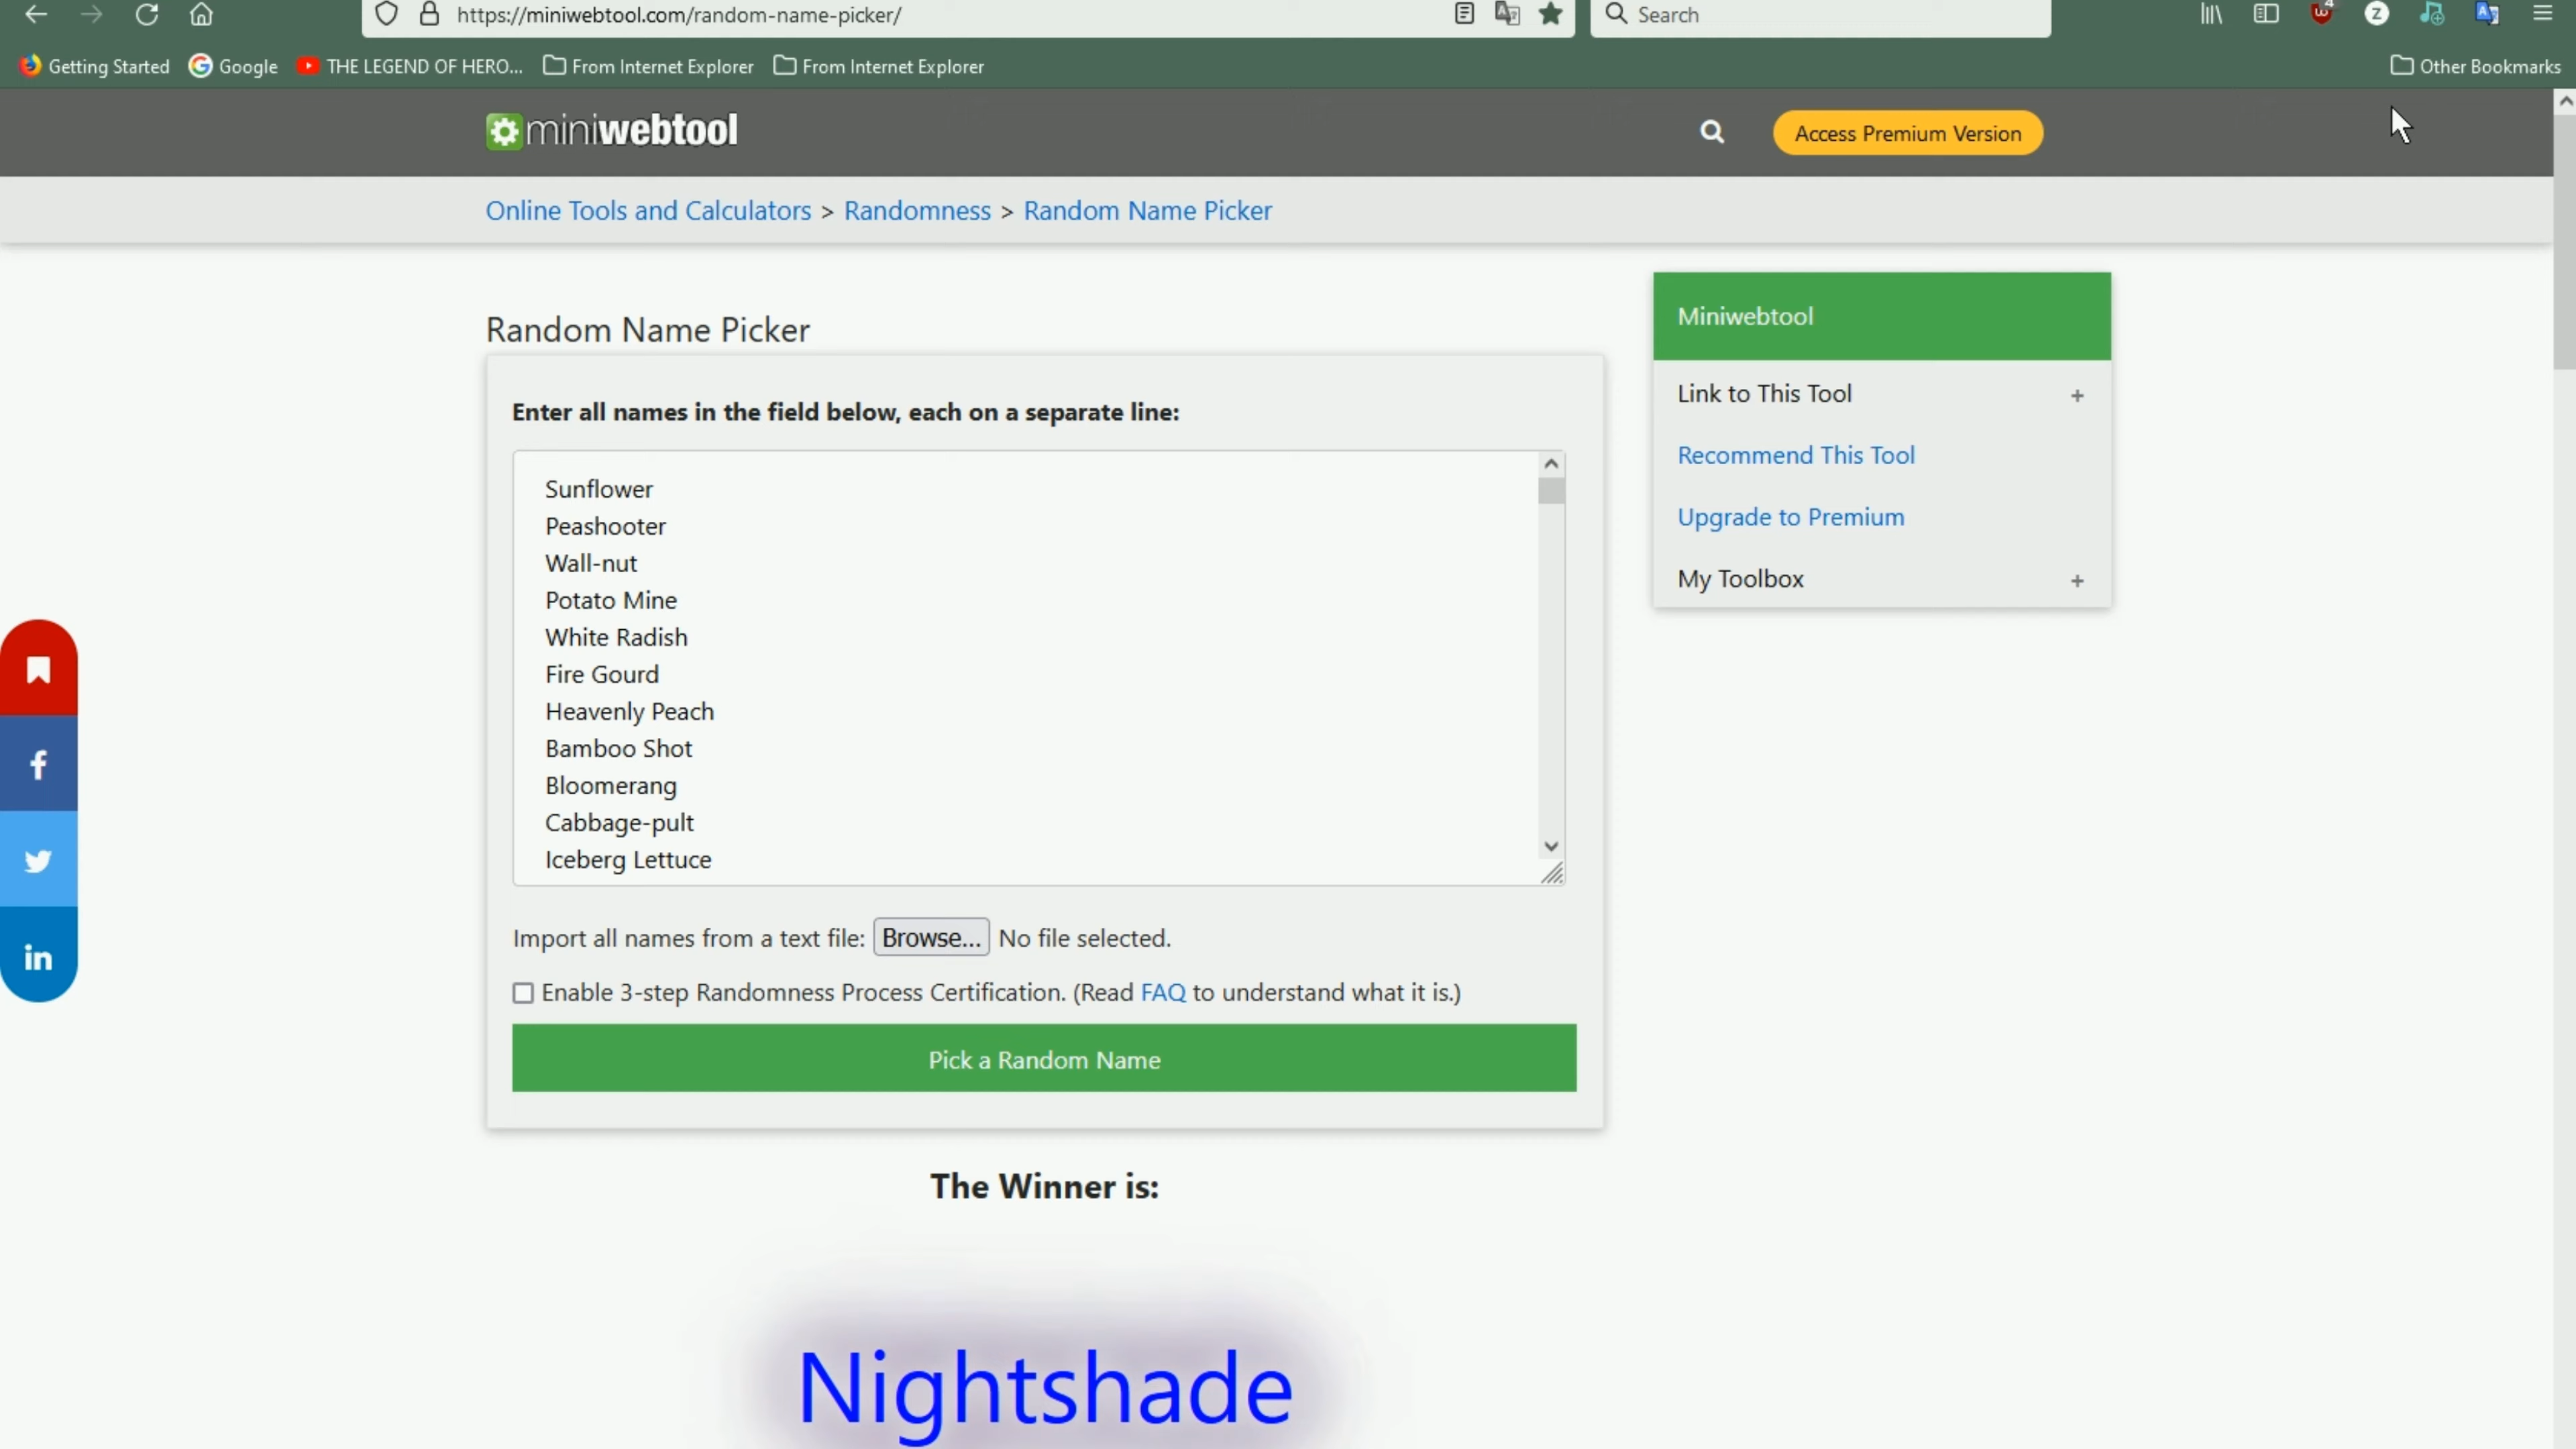 https://miniwebtool.com/random-name-picker/
Search
4
Z
Getting Started
Google
THE LEGEND OF HERO...
From Internet Explorer
From Internet Explorer
Other Bookmarks
miniwebtool
Access Premium Version
Online Tools and Calculators > Randomness > Random Name Picker
Random Name Picker
Enter all names in the field below, each on a separate line:
Sunflower
Peashooter
Wall-nut
Potato Mine
White Radish
Fire Gourd
Heavenly Peach
Bamboo Shot
Bloomerang
Cabbage-pult
Iceberg Lettuce
Import all names from a text file: Browse... No file selected.
Enable 3-step Randomness Process Certification. (Read FAQ to understand what it is.)
Pick a Random Name
The Winner is:
Nightshade
Miniwebtool
Link to This Tool +
Recommend This Tool
Upgrade to Premium
My Toolbox +
f
in